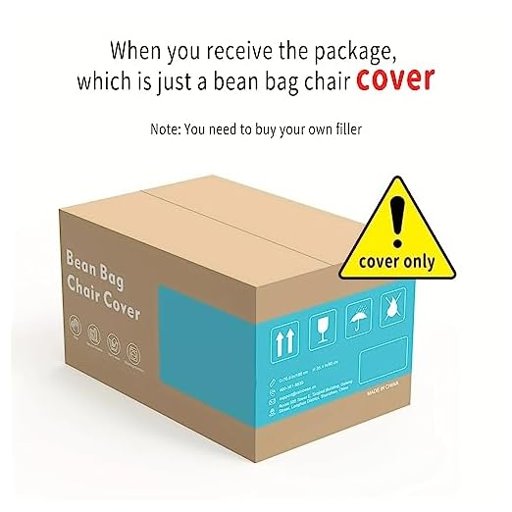 When you receive the package,
which is just a bean bag chair cover
Note: You need to buy your own filler
cover only
Bean Bag
Chair Cover
MADE IN CHINA